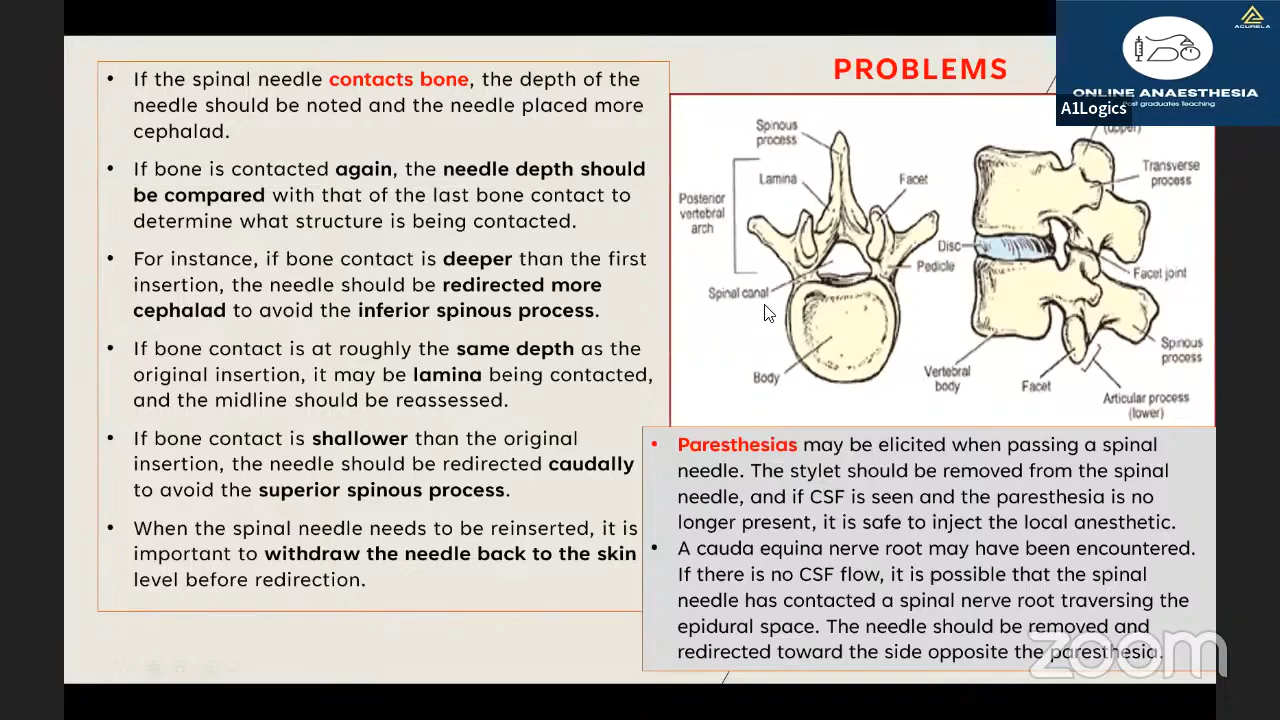 • If the spinal needle contacts bone, the depth of the
needle should be noted and the needle placed more
cephalad.
• If bone is contacted again, the needle depth should
be compared with that of the last bone contact to
determine what structure is being contacted.
• For instance, if bone contact is deeper than the first
insertion, the needle should be redirected more
cephalad to avoid the inferior spinous process.
• If bone contact is at roughly the same depth as the
original insertion, it may be lamina being contacted,
and the midline should be reassessed.
• If bone contact is shallower than the original
insertion, the needle should be redirected caudally
to avoid the superior spinous process.
• When the spinal needle needs to be reinserted, it is
important to withdraw the needle back to the skin
level before redirection.
PROBLEMS
ACURELA
ONLINE ANAESTHESIA
Post graduates Teaching
A1Logics
Spinous
process
Lamina
Facet
Posterior
vertebral
arch
Pedicle
Spinal canal
Body
(upper)
Transverse
process
Disc
Facet joint
Spinous
process
Vertebral
body
Facet
Articular process
(lower)
• Paresthesias may be elicited when passing a spinal
needle. The stylet should be removed from the spinal
needle, and if CSF is seen and the paresthesia is no
longer present, it is safe to inject the local anesthetic.
• A cauda equina nerve root may have been encountered.
If there is no CSF flow, it is possible that the spinal
needle has contacted a spinal nerve root traversing the
epidural space. The needle should be removed and
redirected toward the side opposite the paresthesia.
zoom